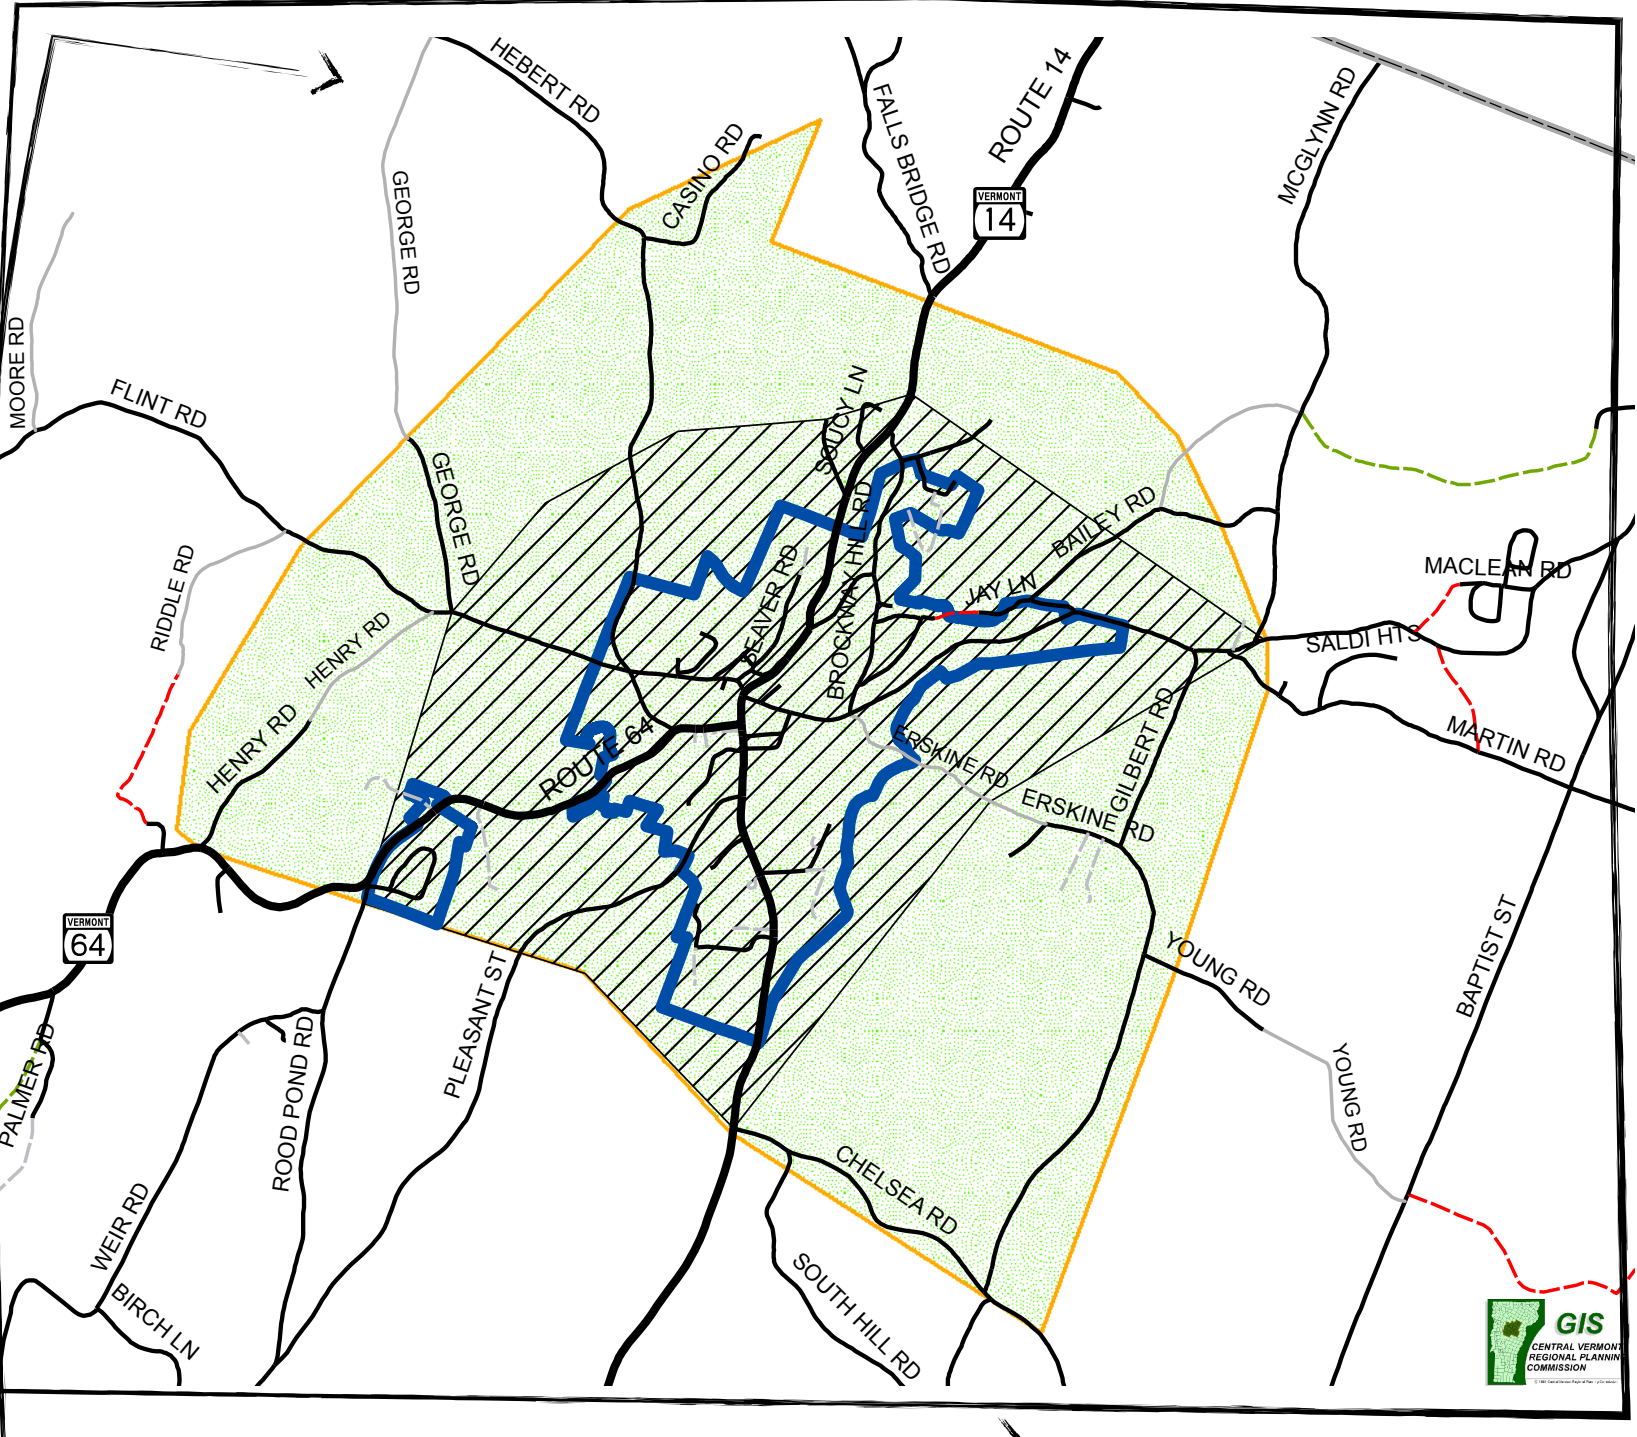 HEBERT RD
ROUTE 14
FALLS BRIDGE RD
MCGLYNN RD
CASINO RD
GEORGE RD
VERMONT
14
MOORE RD
FLINT RD
SOUCY LN
GEORGE RD
BAILEY RD
BROCKWAY HILL RD
RIDDLE RD
BEAVER RD
JAY LN
MACLEAN RD
HENRY RD
SALDI HTS
HENRY RD
ROUTE 64
ERSKINE RD
GILBERT RD
MARTIN RD
ERSKINE RD
VERMONT
64
YOUNG RD
BAPTIST ST
PLEASANT ST
PALMER RD
ROOD POND RD
YOUNG RD
WEIR RD
CHELSEA RD
BIRCH LN
SOUTH HILL RD
GIS
CENTRAL VERMONT
REGIONAL PLANNIN
COMMISSION